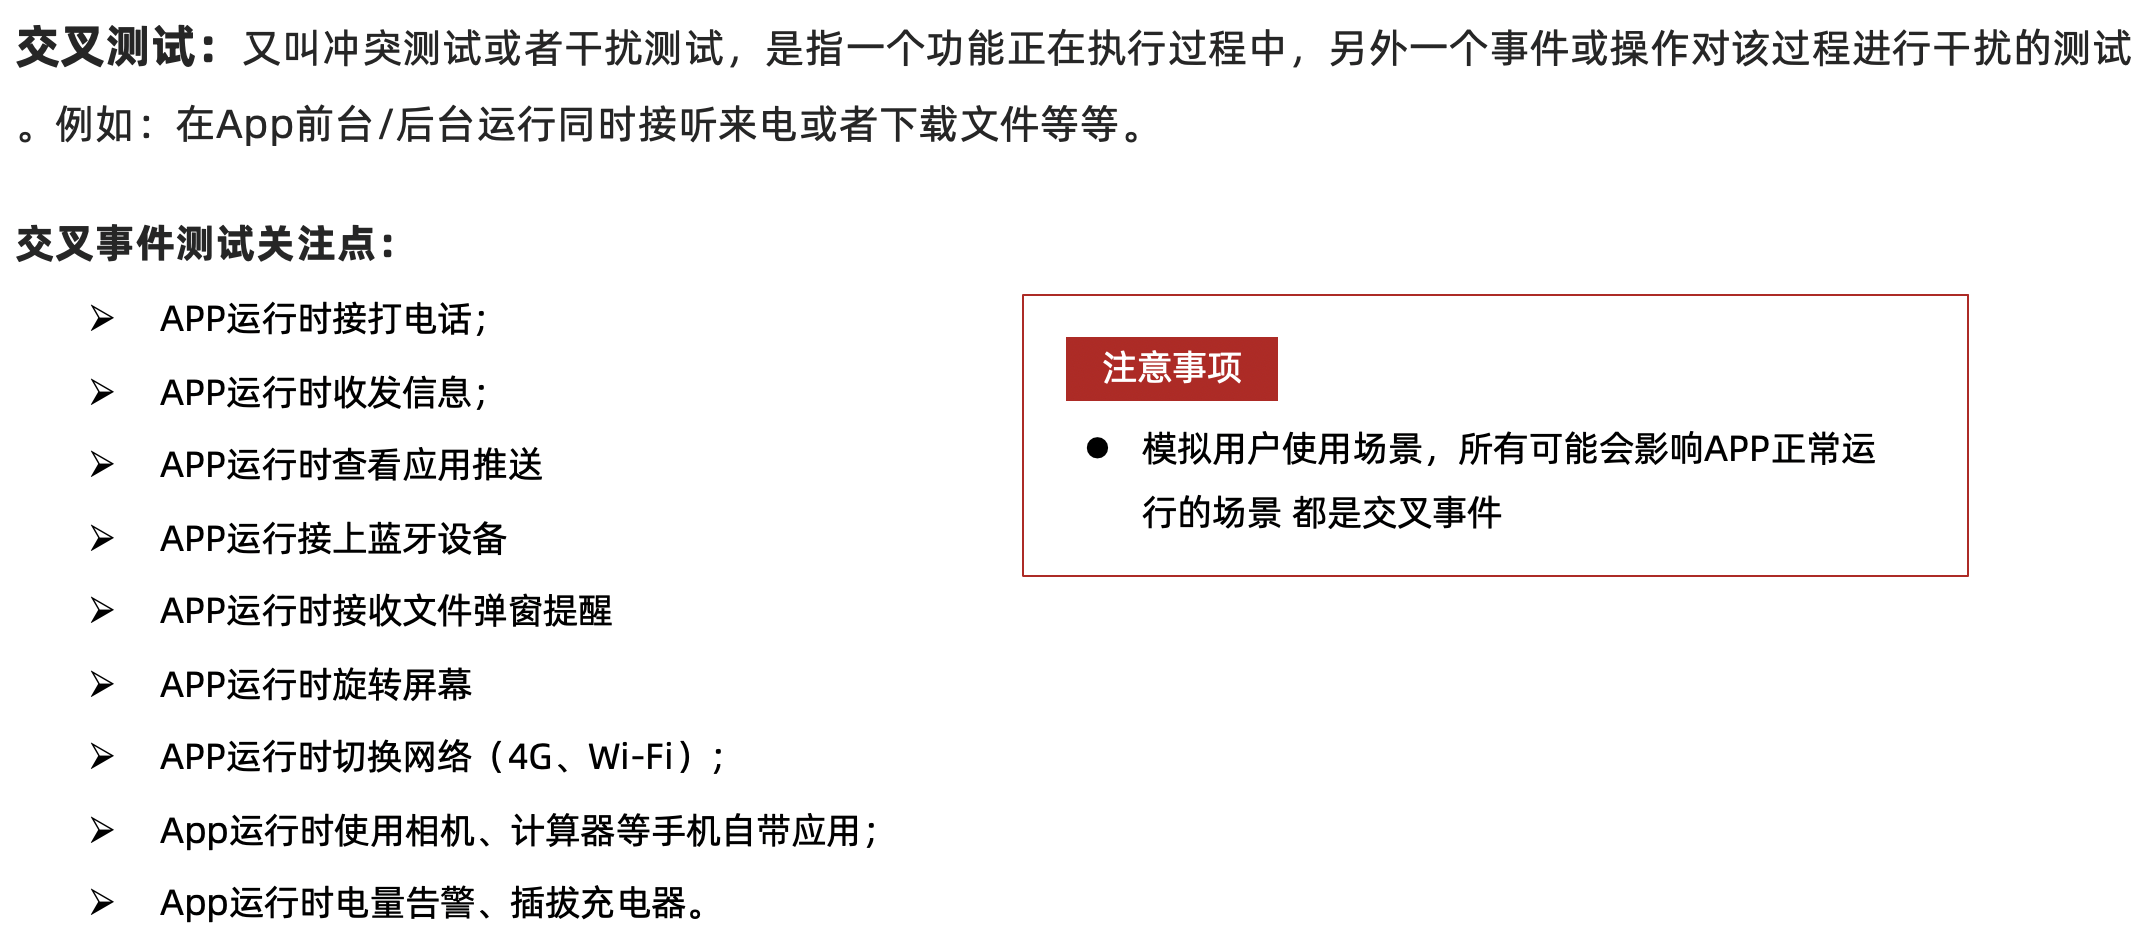 交叉测试：又叫冲突测试或者干扰测试，是指一个功能正在执行过程中，另外一个事件或操作对该过程进行干扰的测试
。例如：在App前台/后台运行同时接听来电或者下载文件等等。
交叉事件测试关注点：
➢ APP运行时接打电话；
➢ APP运行时收发信息；
➢ APP运行时查看应用推送
➢ APP运行接上蓝牙设备
➢ APP运行时接收文件弹窗提醒
➢ APP运行时旋转屏幕
➢ APP运行时切换网络（4G、Wi-Fi）；
➢ App运行时使用相机、计算器等手机自带应用；
➢ App运行时电量告警、插拔充电器。
注意事项
● 模拟用户使用场景，所有可能会影响APP正常运
行的场景 都是交叉事件